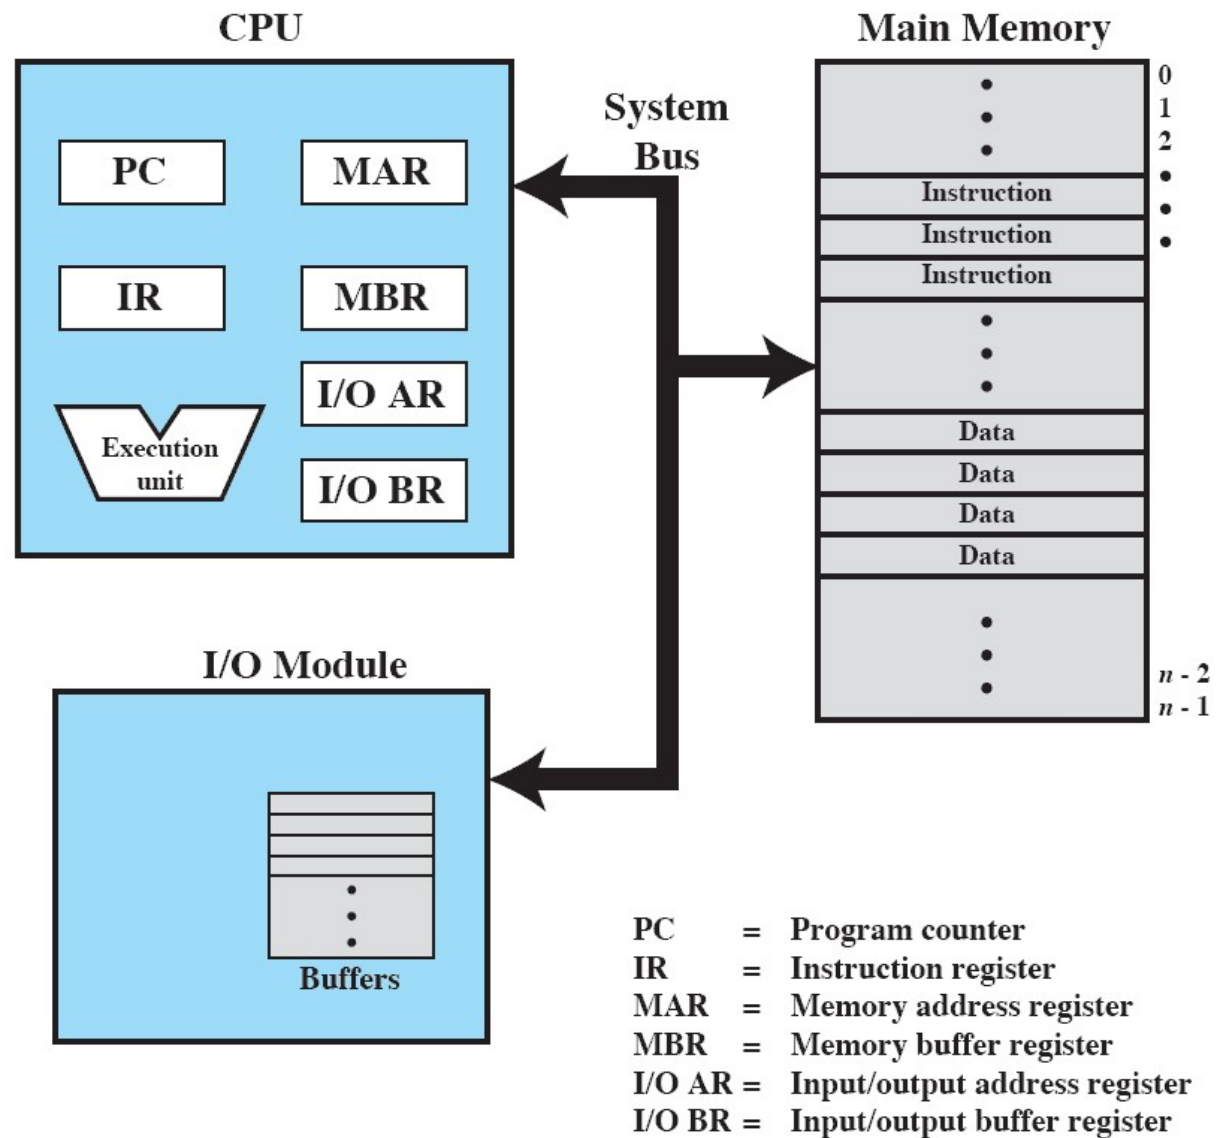 CPU
PC
MAR
IR
MBR
I/O AR
Execution
unit
I/O BR
System
Bus
Main Memory
0
1
2
Instruction
Instruction
Instruction
Data
Data
Data
Data
n - 2
n - 1
I/O Module
Buffers
PC = Program counter
IR = Instruction register
MAR = Memory address register
MBR = Memory buffer register
I/O AR = Input/output address register
I/O BR = Input/output buffer register